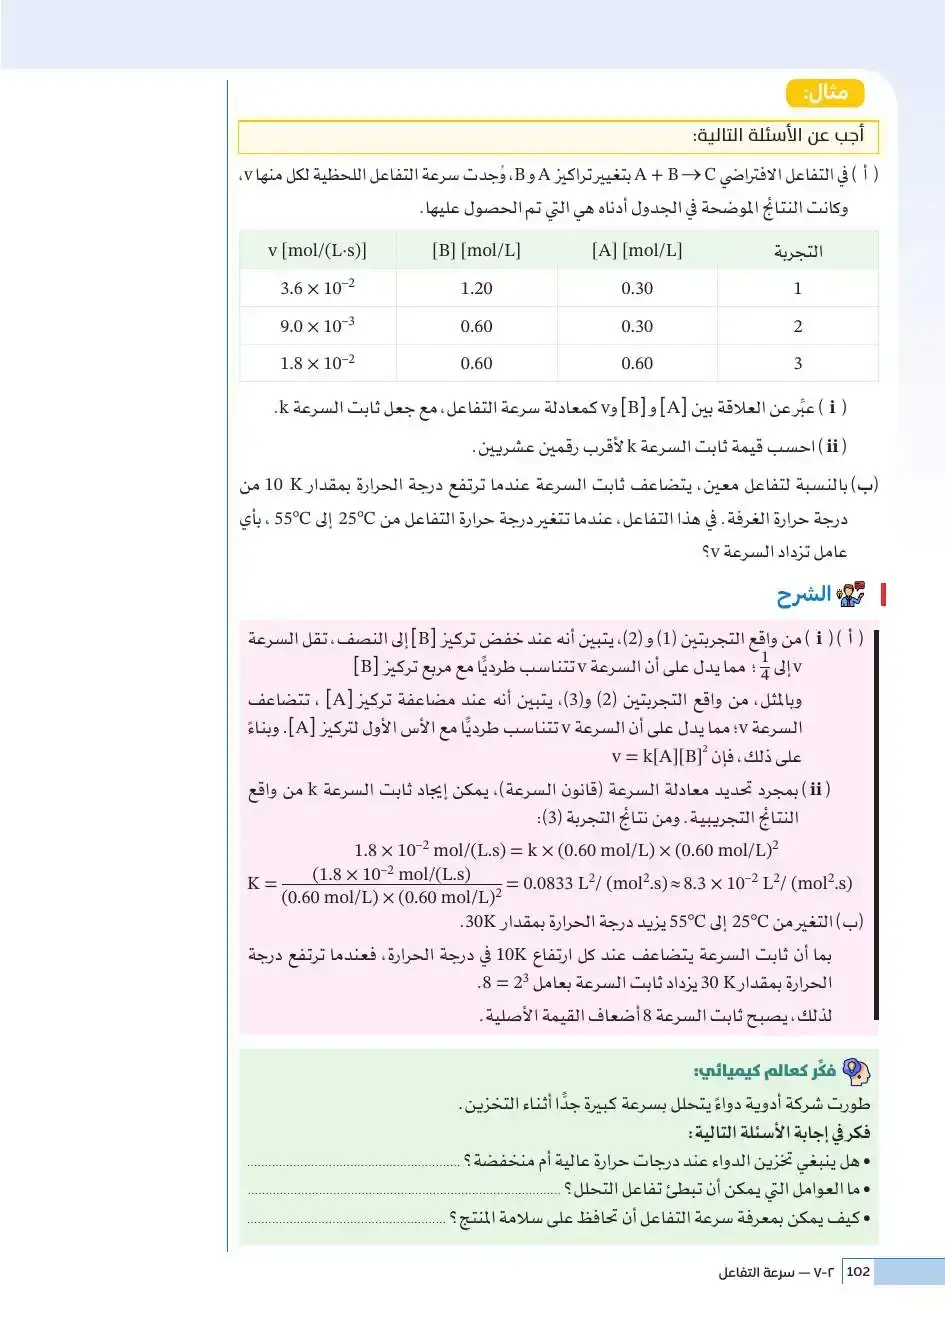 مثال:
أجب عن الأسئلة التالية:
( أ ) في التفاعل الافتراضي A + B → C بتغيير تراكيز A و B، وُجدت سرعة التفاعل اللحظية لكل منها v،
وكانت النتائج الموضحة في الجدول أدناه هي التي تم الحصول عليها.
التجربة [A] [mol/L] [B] [mol/L] v [mol/(L·s)]
1 0.30 1.20 3.6 × 10⁻²
2 0.30 0.60 9.0 × 10⁻³
3 0.60 0.60 1.8 × 10⁻²
( i ) عبِّر عن العلاقة بين [A] و [B] وv كمعادلة سرعة التفاعل، مع جعل ثابت السرعة k.
(ii) احسب قيمة ثابت السرعة k لأقرب رقمين عشريين.
(ب) بالنسبة لتفاعل معين، يتضاعف ثابت السرعة عندما ترتفع درجة الحرارة بمقدار 10 K من
درجة حرارة الغرفة. في هذا التفاعل، عندما تتغير درجة حرارة التفاعل من 25°C إلى 55°C ، بأي
عامل تزداد السرعة v؟
الشرح
( أ ) ( i ) من واقع التجربتين (1) و (2)، يتبين أنه عند خفض تركيز [B] إلى النصف، تقل السرعة
v إلى 1/4 ؛ مما يدل على أن السرعة v تتناسب طرديًّا مع مربع تركيز [B]
وبالمثل، من واقع التجربتين (2) و(3)، يتبين أنه عند مضاعفة تركيز [A] ، تتضاعف
السرعة v؛ مما يدل على أن السرعة v تتناسب طرديًّا مع الأس الأول لتركيز [A]. وبناءً
على ذلك، فإن v = k[A][B]²
(ii) بمجرد تحديد معادلة السرعة (قانون السرعة)، يمكن إيجاد ثابت السرعة k من واقع
النتائج التجريبية. ومن نتائج التجربة (3):
1.8 × 10⁻² mol/(L.s) = k × (0.60 mol/L) × (0.60 mol/L)²
K = (1.8 × 10⁻² mol/(L.s) / (0.60 mol/L) × (0.60 mol/L)² = 0.0833 L²/ (mol².s) ≈ 8.3 × 10⁻² L²/ (mol².s)
(ب) التغير من 25°C إلى 55°C يزيد درجة الحرارة بمقدار 30K.
بما أن ثابت السرعة يتضاعف عند كل ارتفاع 10K في درجة الحرارة، فعندما ترتفع درجة
الحرارة بمقدار 30 K يزداد ثابت السرعة بعامل 2³ = 8.
لذلك، يصبح ثابت السرعة 8 أضعاف القيمة الأصلية.
فكِّر كعالم كيميائي:
طورت شركة أدوية دواءً يتحلل بسرعة كبيرة جدًّا أثناء التخزين.
فكر في إجابة الأسئلة التالية:
• هل ينبغي تخزين الدواء عند درجات حرارة عالية أم منخفضة؟ ........................................
• ما العوامل التي يمكن أن تبطئ تفاعل التحلل؟ ........................................
• كيف يمكن بمعرفة سرعة التفاعل أن تحافظ على سلامة المنتج؟ ........................................
102 ٢-٧ — سرعة التفاعل